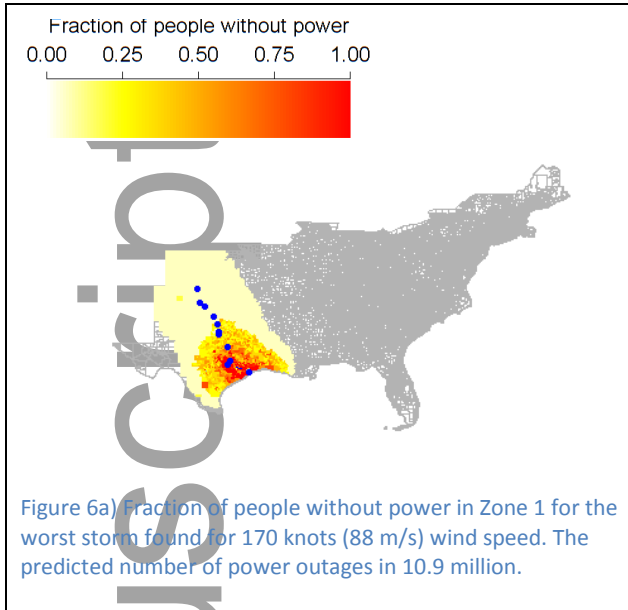 Fraction of people without power
0.00 0.25 0.50 0.75 1.00
Figure 6a) Fraction of people without power in Zone 1 for the
worst storm found for 170 knots (88 m/s) wind speed. The
predicted number of power outages in 10.9 million.